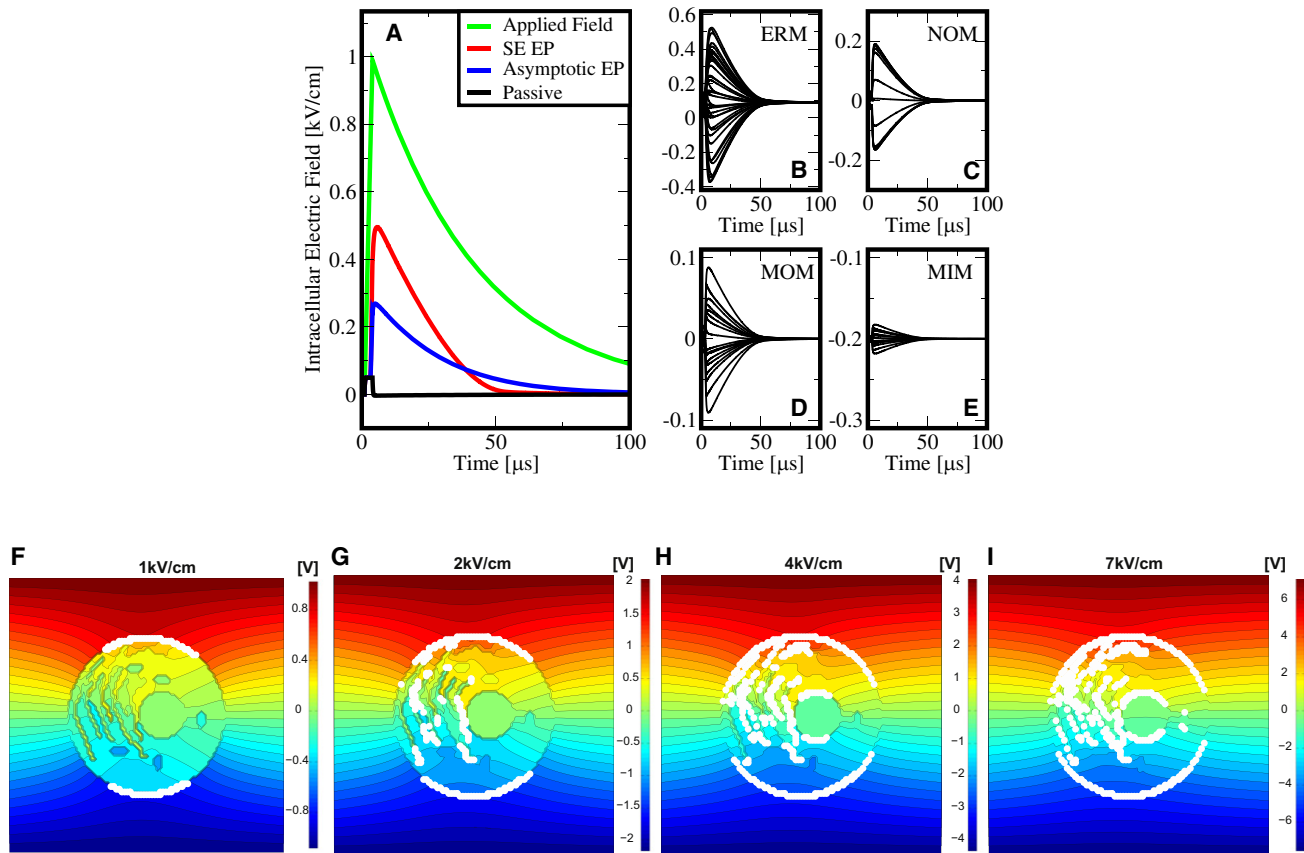 A
Applied Field
SE EP
Asymptotic EP
Passive
Intracellular Electric Field [kV/cm]
1
0.8
0.6
0.4
0.2
0
0
50
100
Time [μs]
ERM
0.6
0.4
0.2
0
-0.2
-0.4
B
0 50 100
Time [μs]
NOM
0.2
0
-0.2
C
0 50 100
Time [μs]
MOM
0.1
0
-0.1
D
0 50 100
Time [μs]
MIM
-0.1
-0.2
-0.3
E
0 50 100
Time [μs]
F
1kV/cm
[V]
0.8
0.4
0
−0.4
−0.8
G
2kV/cm
[V]
2
1.5
1
0.5
0
−0.5
−1
−1.5
−2
H
4kV/cm
[V]
4
3
2
1
0
−1
−2
−3
−4
I
7kV/cm
[V]
6
4
2
0
−2
−4
−6